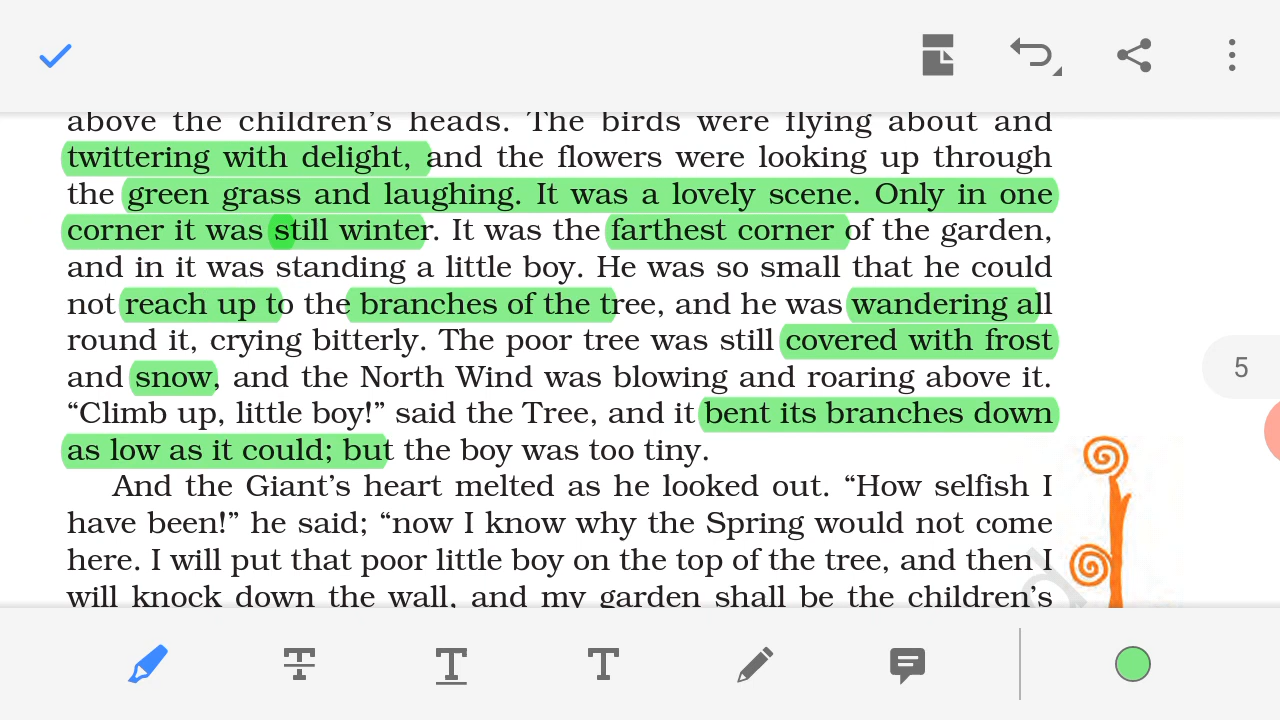 above the children's heads. The birds were flying about and
twittering with delight, and the flowers were looking up through
the green grass and laughing. It was a lovely scene. Only in one
corner it was still winter. It was the farthest corner of the garden,
and in it was standing a little boy. He was so small that he could
not reach up to the branches of the tree, and he was wandering all
round it, crying bitterly. The poor tree was still covered with frost
and snow, and the North Wind was blowing and roaring above it.
“Climb up, little boy!” said the Tree, and it bent its branches down
as low as it could; but the boy was too tiny.
And the Giant's heart melted as he looked out. “How selfish I
have been!” he said; “now I know why the Spring would not come
here. I will put that poor little boy on the top of the tree, and then I
will knock down the wall, and my garden shall be the children's
5
T
T
T